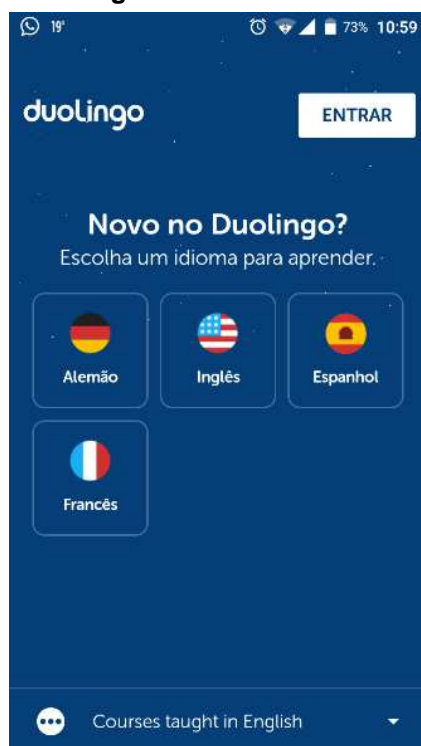 19°
73% 10:59
duolingo
ENTRAR
Novo no Duolingo?
Escolha um idioma para aprender.
Alemão
Inglês
Espanhol
Francês
Courses taught in English